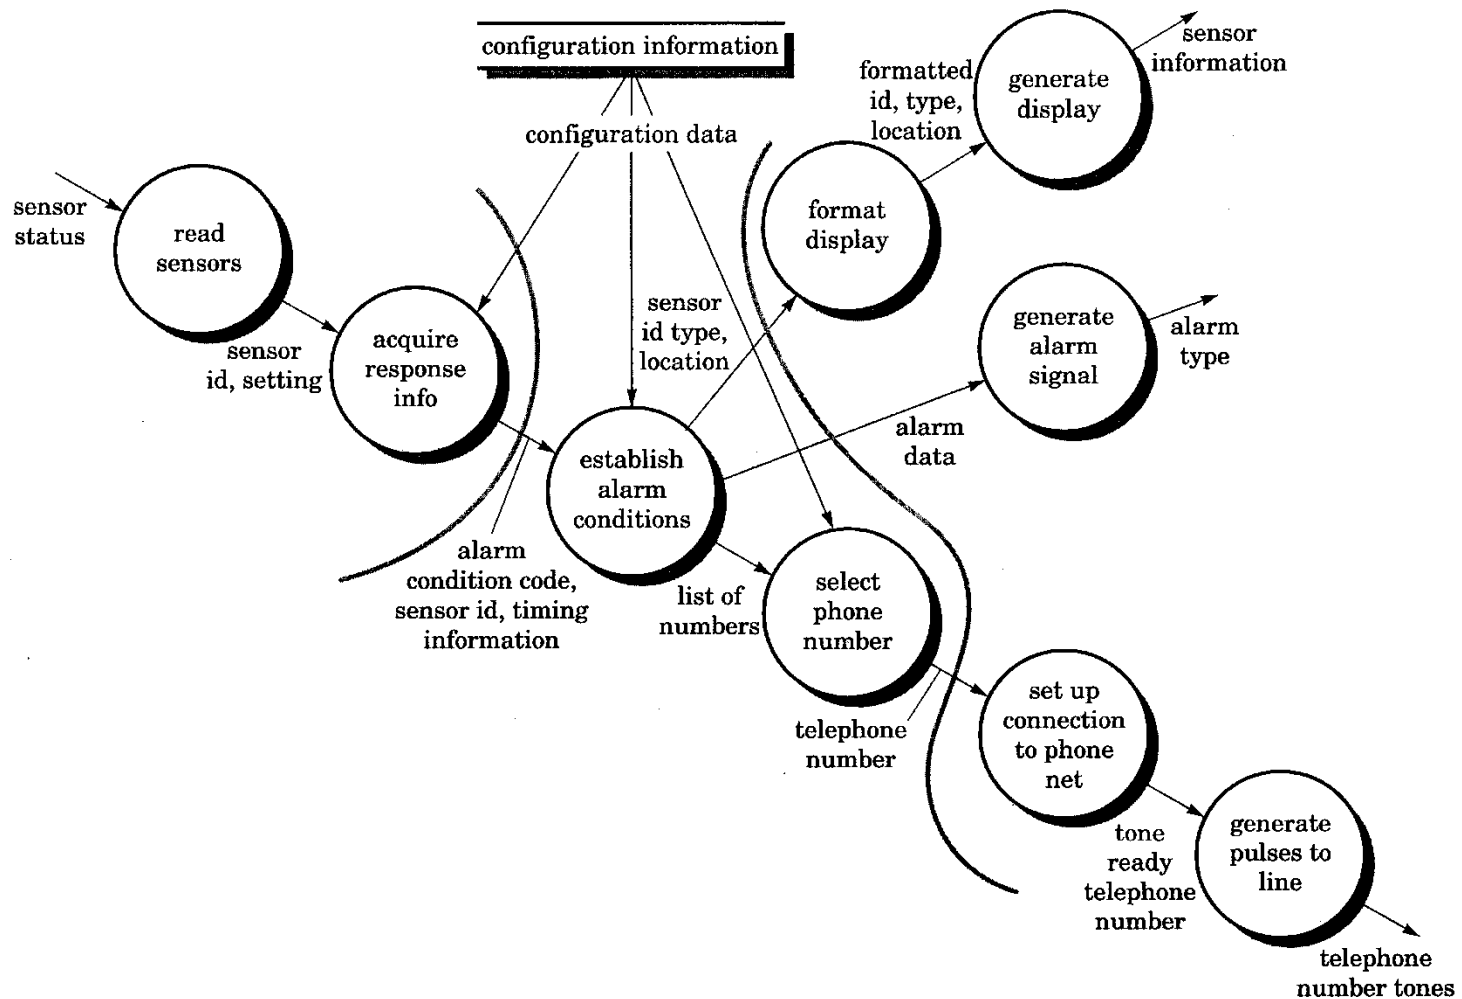 configuration information
configuration data
sensor
status
read
sensors
sensor
id, setting
acquire
response
info
alarm
condition code,
sensor id, timing
information
establish
alarm
conditions
sensor
id type,
location
format
display
formatted
id, type,
location
generate
display
sensor
information
alarm
data
generate
alarm
signal
alarm
type
list of
numbers
select
phone
number
telephone
number
set up
connection
to phone
net
tone
ready
telephone
number
generate
pulses to
line
telephone
number tones